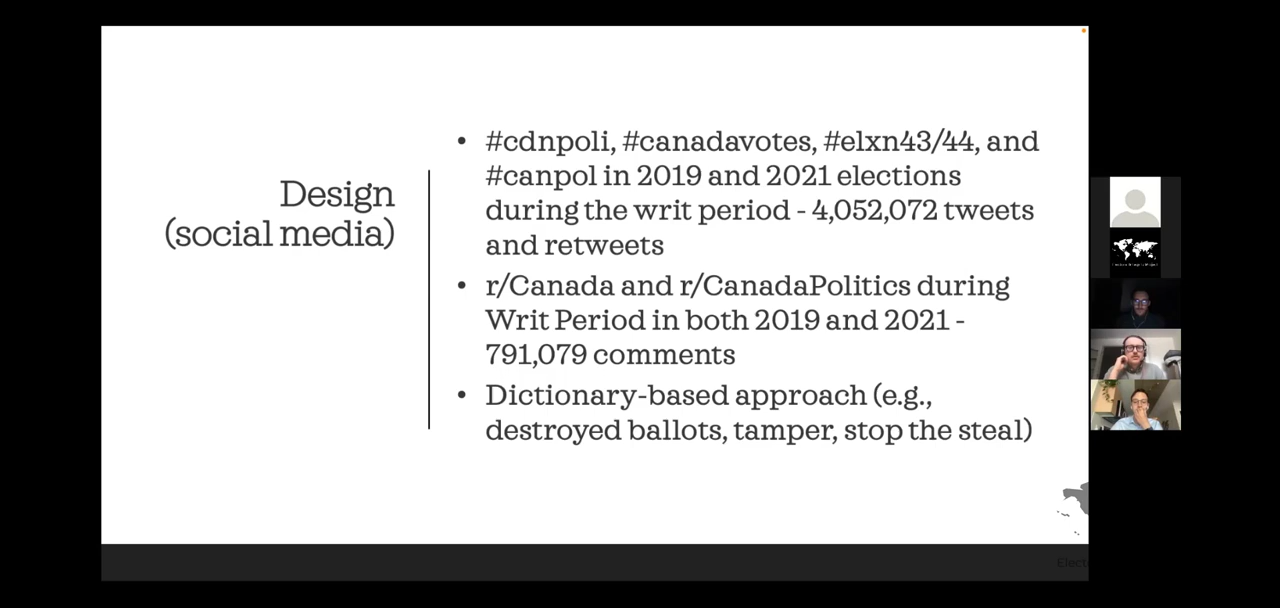 Design
(social media)
• #cdnpoli, #canadavotes, #elxn43/44, and
#canpol in 2019 and 2021 elections
during the writ period - 4,052,072 tweets
and retweets
• r/Canada and r/CanadaPolitics during
Writ Period in both 2019 and 2021 -
791,079 comments
• Dictionary-based approach (e.g.,
destroyed ballots, tamper, stop the steal)
Elect